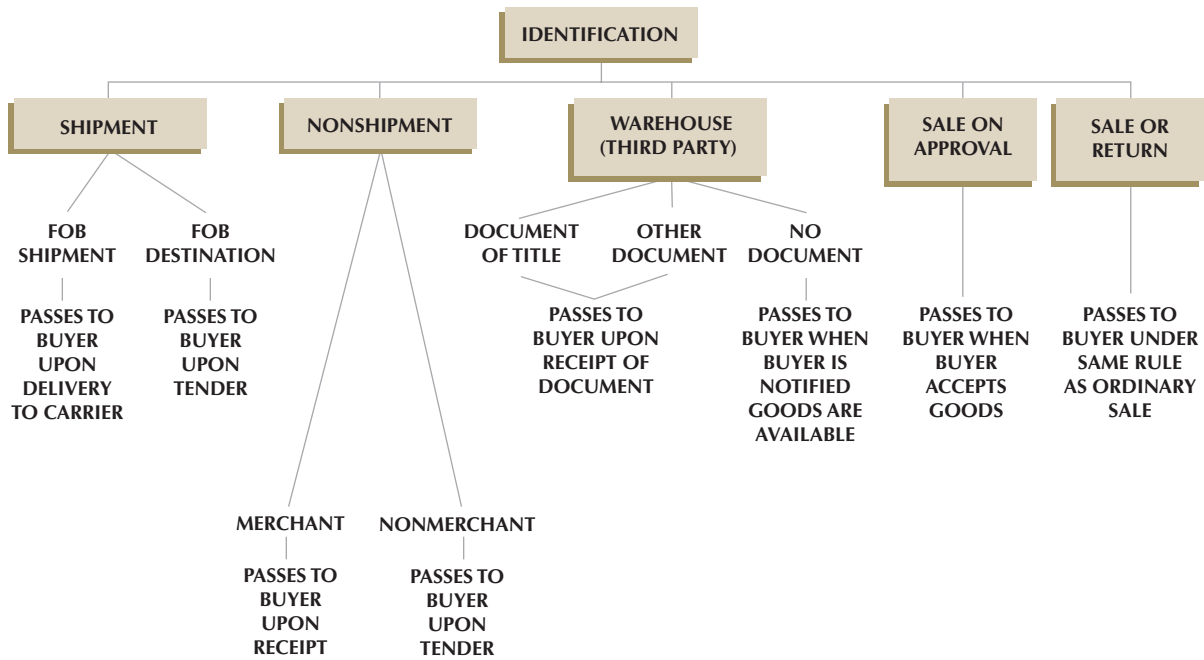 IDENTIFICATION
SHIPMENT
NONSHIPMENT
WAREHOUSE
(THIRD PARTY)
SALE ON
APPROVAL
SALE OR
RETURN
FOB
SHIPMENT
FOB
DESTINATION
DOCUMENT
OF TITLE
OTHER
DOCUMENT
NO
DOCUMENT
PASSES TO
BUYER
UPON
DELIVERY
TO CARRIER
PASSES TO
BUYER
UPON
TENDER
PASSES TO
BUYER UPON
RECEIPT OF
DOCUMENT
PASSES TO
BUYER WHEN
BUYER IS
NOTIFIED
GOODS ARE
AVAILABLE
PASSES TO
BUYER WHEN
BUYER
ACCEPTS
GOODS
PASSES TO
BUYER UNDER
SAME RULE
AS ORDINARY
SALE
MERCHANT
NONMERCHANT
PASSES TO
BUYER
UPON
RECEIPT
PASSES TO
BUYER
UPON
TENDER